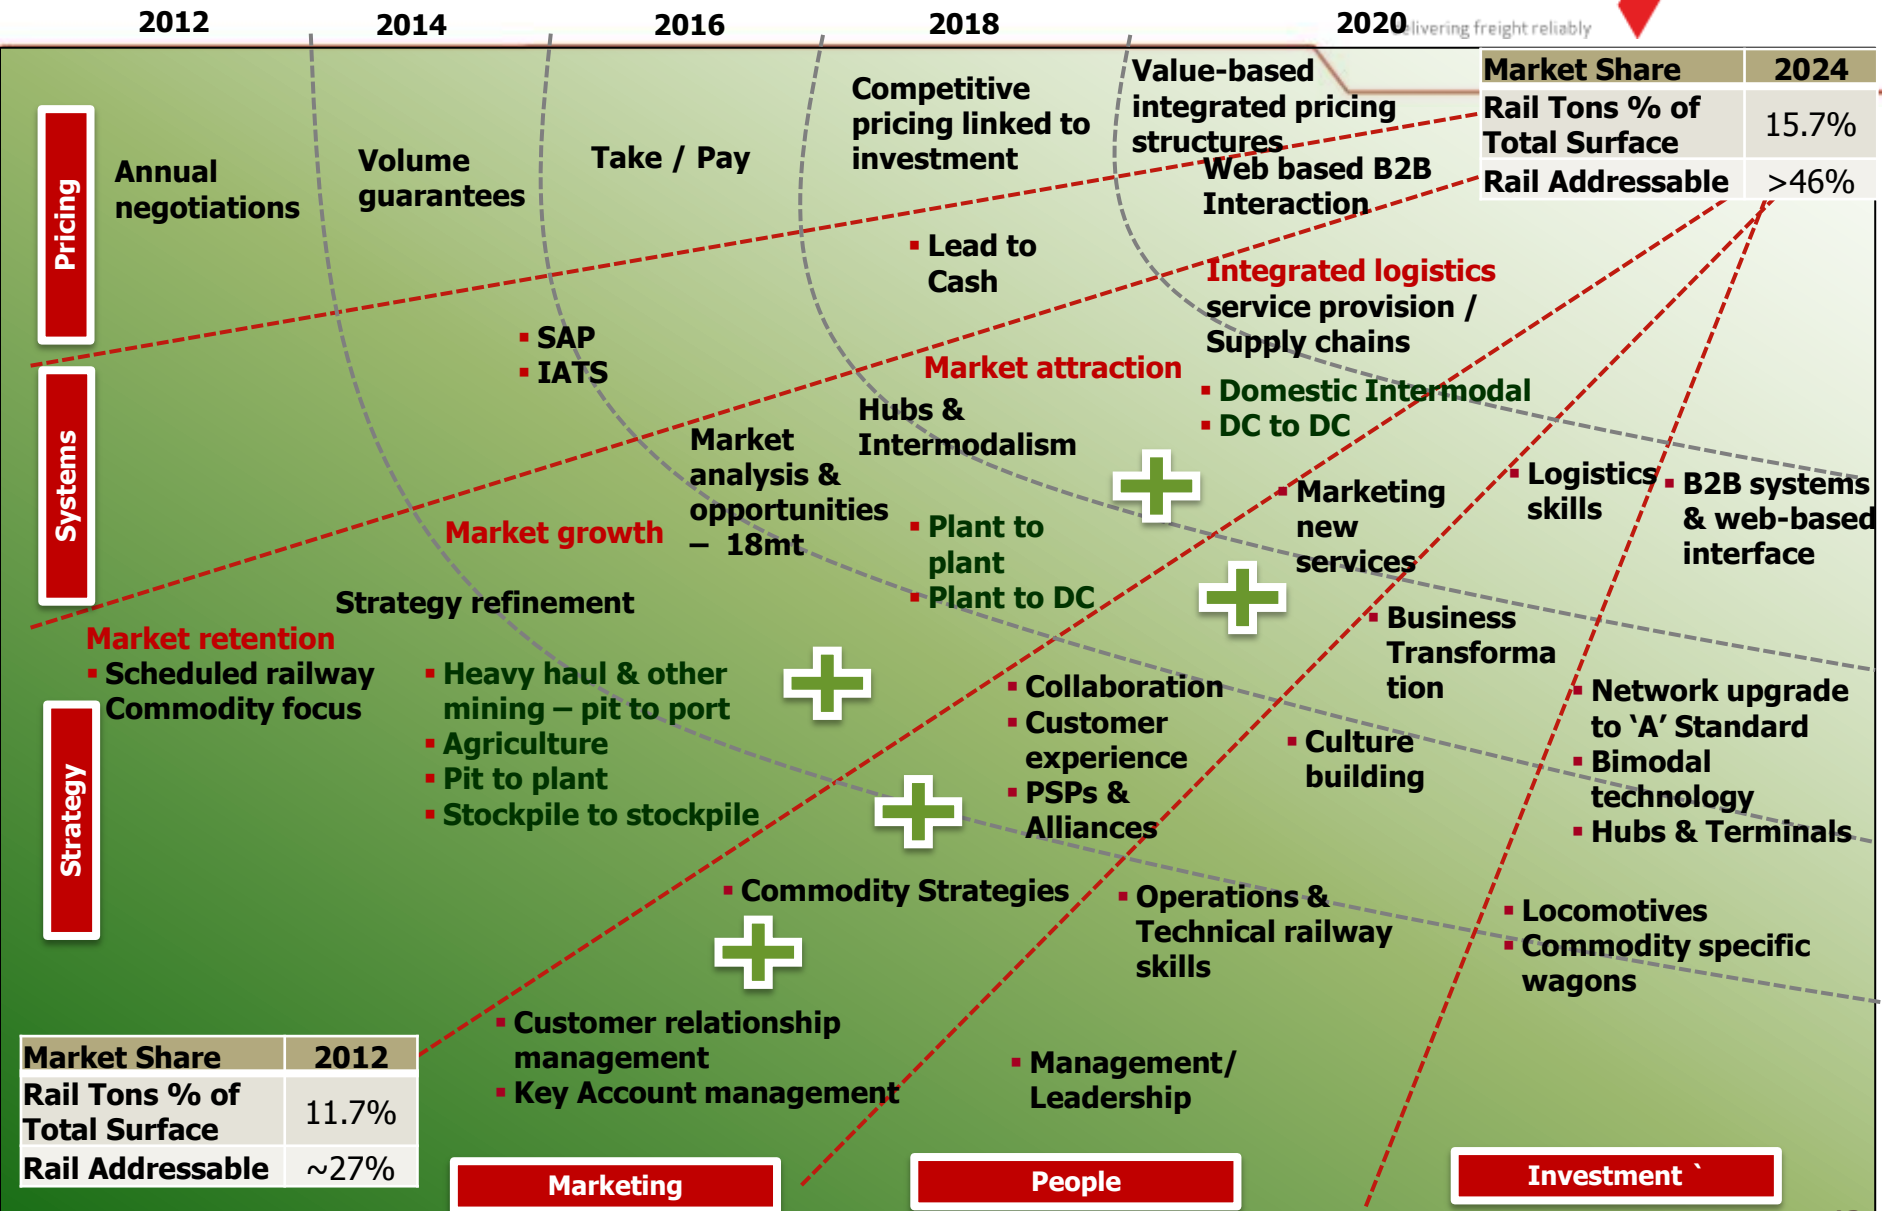 2012
2014
2016
2018
2020
elivering freight reliably
Market Share 2024
Rail Tons % of
Total Surface
15.7%
Rail Addressable >46%
Pricing
Annual
negotiations
Volume
guarantees
Take / Pay
Competitive
pricing linked to
investment
Value-based
integrated pricing
structures
Web based B2B
Interaction
Systems
SAP
IATS
Lead to
Cash
Integrated logistics
service provision /
Supply chains
Domestic Intermodal
DC to DC
Market attraction
Hubs &
Intermodalism
Plant to
plant
Plant to DC
Market growth
Market
analysis &
opportunities
– 18mt
Strategy refinement
Heavy haul & other
mining – pit to port
Agriculture
Pit to plant
Stockpile to stockpile
Strategy
Market retention
Scheduled railway
Commodity focus
Marketing
new
services
Logistics
skills
B2B systems
& web-based
interface
Business
Transforma
tion
Collaboration
Customer
experience
PSPs &
Alliances
Culture
building
Network upgrade
to ‘A’ Standard
Bimodal
technology
Hubs & Terminals
Commodity Strategies
Operations &
Technical railway
skills
Locomotives
Commodity specific
wagons
Customer relationship
management
Key Account management
Management/
Leadership
Market Share 2012
Rail Tons % of
Total Surface
11.7%
Rail Addressable ~27%
Marketing
People
Investment `